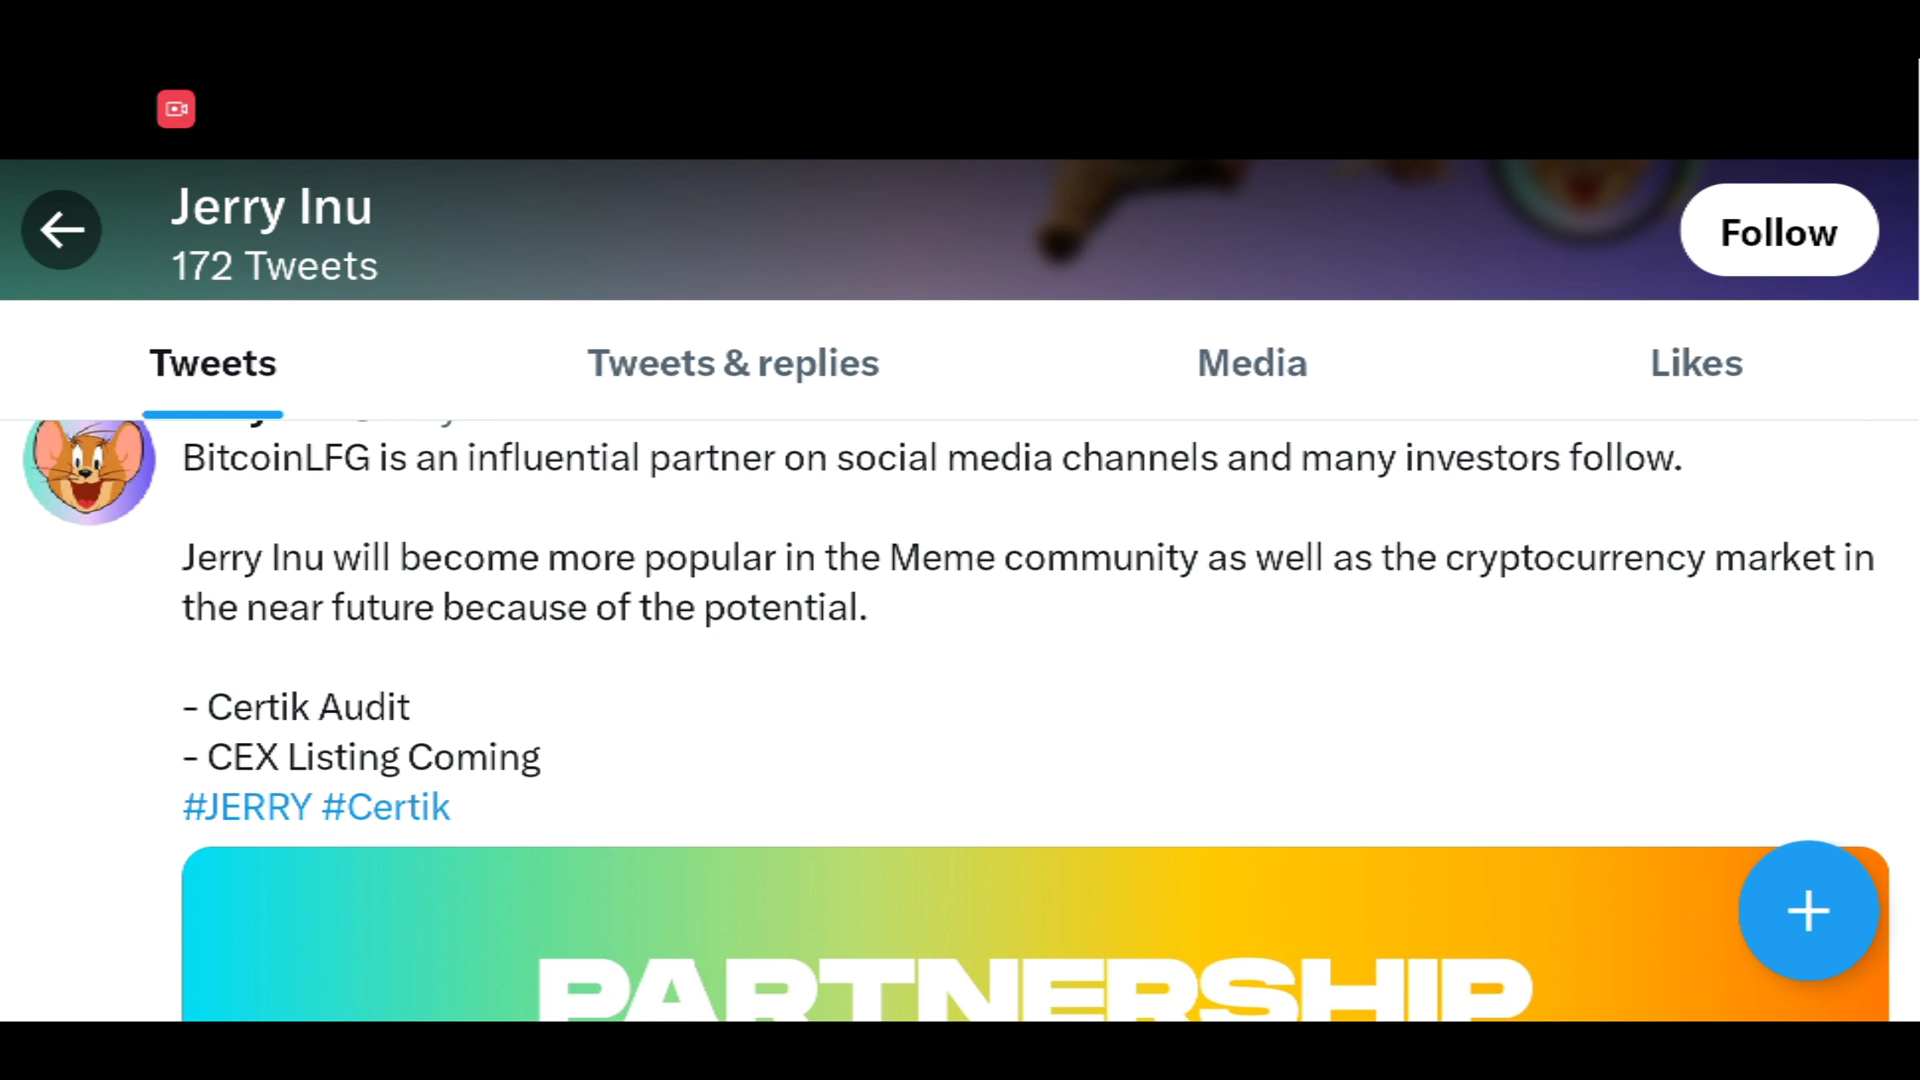 Jerry Inu
172 Tweets
Follow
Tweets
Tweets & replies
Media
Likes
BitcoinLFG is an influential partner on social media channels and many investors follow.
Jerry Inu will become more popular in the Meme community as well as the cryptocurrency market in
the near future because of the potential.
- Certik Audit
- CEX Listing Coming
#JERRY #Certik
PARTNERSHIP